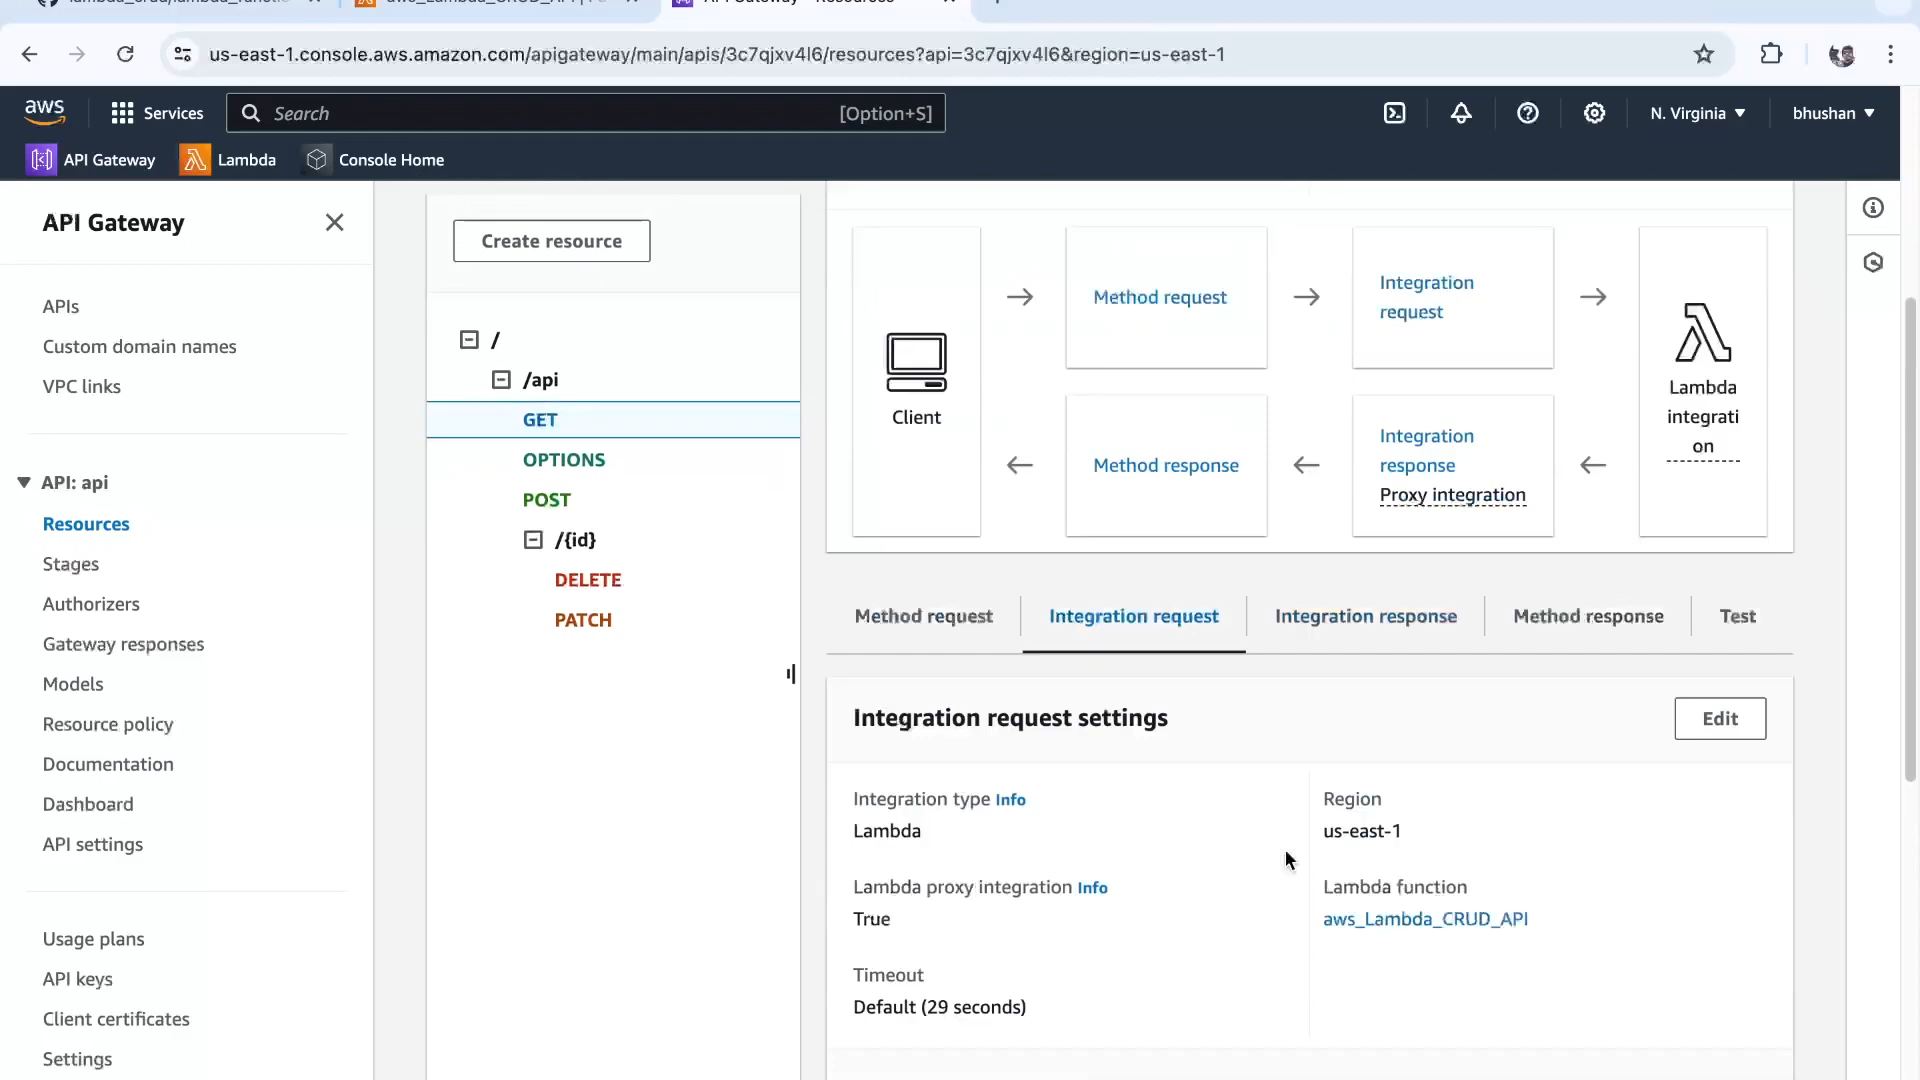 us-east-1.console.aws.amazon.com/apigateway/main/apis/3c7qjxv4l6/resources?api=3c7qjxv4l6&region=us-east-1
aws
Services
Search
[Option+S]
N. Virginia
bhushan
API Gateway
Lambda
Console Home
API Gateway
APIs
Custom domain names
VPC links
API: api
Resources
Stages
Authorizers
Gateway responses
Models
Resource policy
Documentation
Dashboard
API settings
Usage plans
API keys
Client certificates
Settings
Create resource
/
/api
GET
OPTIONS
POST
/{id}
DELETE
PATCH
Client
Method request
Integration
request
Lambda
integrati
on
Method response
Integration
response
Proxy integration
Method request
Integration request
Integration response
Method response
Test
Integration request settings
Edit
Integration type Info
Lambda
Region
us-east-1
Lambda proxy integration Info
True
Lambda function
aws_Lambda_CRUD_API
Timeout
Default (29 seconds)